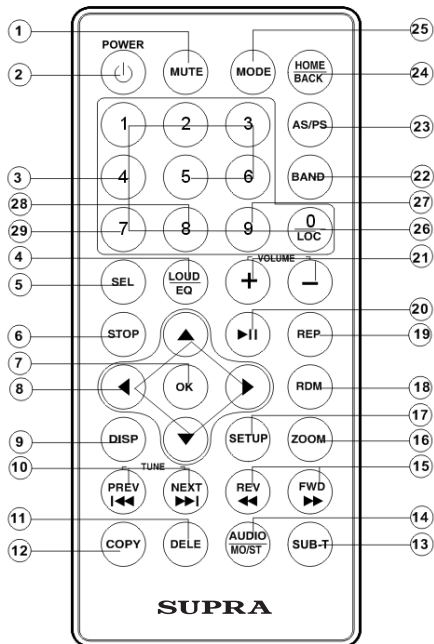 1
25
POWER
2
MUTE
MODE
HOME
BACK
24
1
2
3
AS/PS
23
3
4
5
6
BAND
22
28
27
29
7
8
9
0
LOC
26
4
VOLUME
21
5
SEL
LOUD
EQ
+
−
20
6
STOP
▶II
REP
19
7
18
8
OK
RDM
17
9
DISP
SETUP
ZOOM
16
10
TUNE
15
PREV
NEXT
REV
FWD
11
14
12
COPY
DELE
AUDIO
MO/ST
SUB-T
13
SUPRA